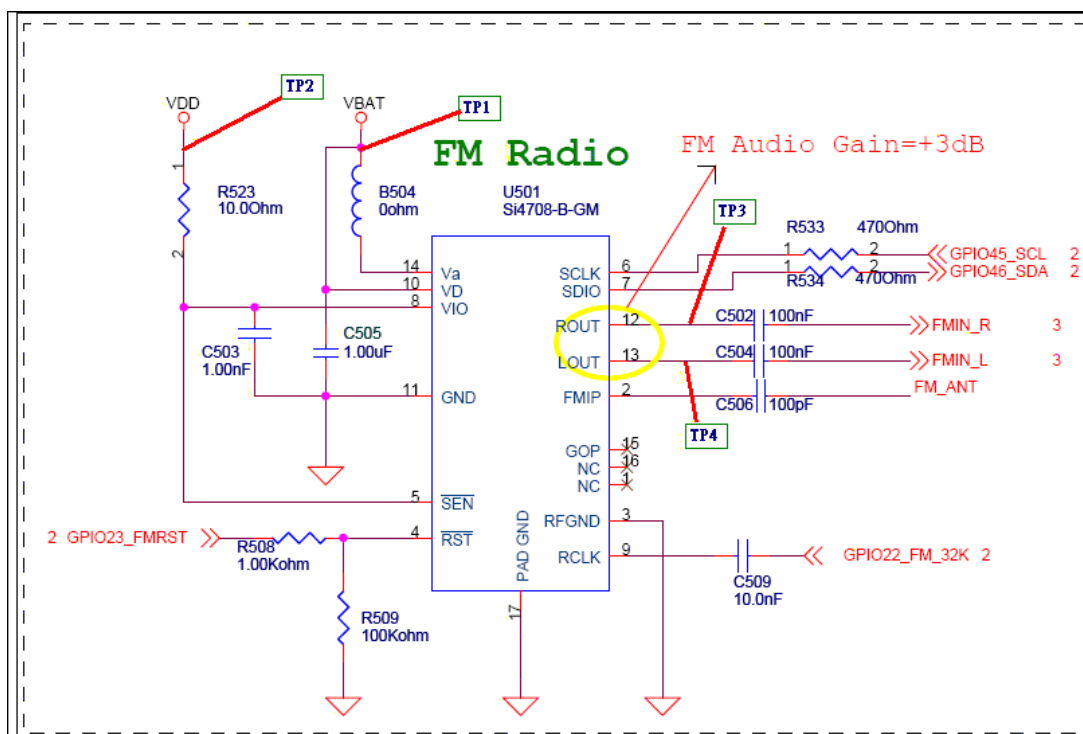 TP2
VDD
VBAT
TP1
FM Radio
FM Audio Gain=+3dB
1
R523
10.0Ohm
2
B504
0ohm
U501
Si4708-B-GM
TP3
R533 470Ohm
1 2
GPIO45_SCL 2
1 2
GPIO46_SDA 2
R534 470Ohm
14 Va
10 VD
8 VIO
SCLK 6
SDIO 7
ROUT 12
C502 100nF
FMIN_R 3
LOUT 13
C504 100nF
FMIN_L 3
FM_ANT
FMIP 2
C506 100pF
C503
1.00nF
C505
1.00uF
11 GND
TP4
GOP 15
NC 16
NC 1
5 SEN
4 RST
2 GPIO23_FMRST
R508
1.00Kohm
RFGND 3
RCLK 9
GPIO22_FM_32K 2
C509
10.0nF
PAD GND
17
R509
100Kohm